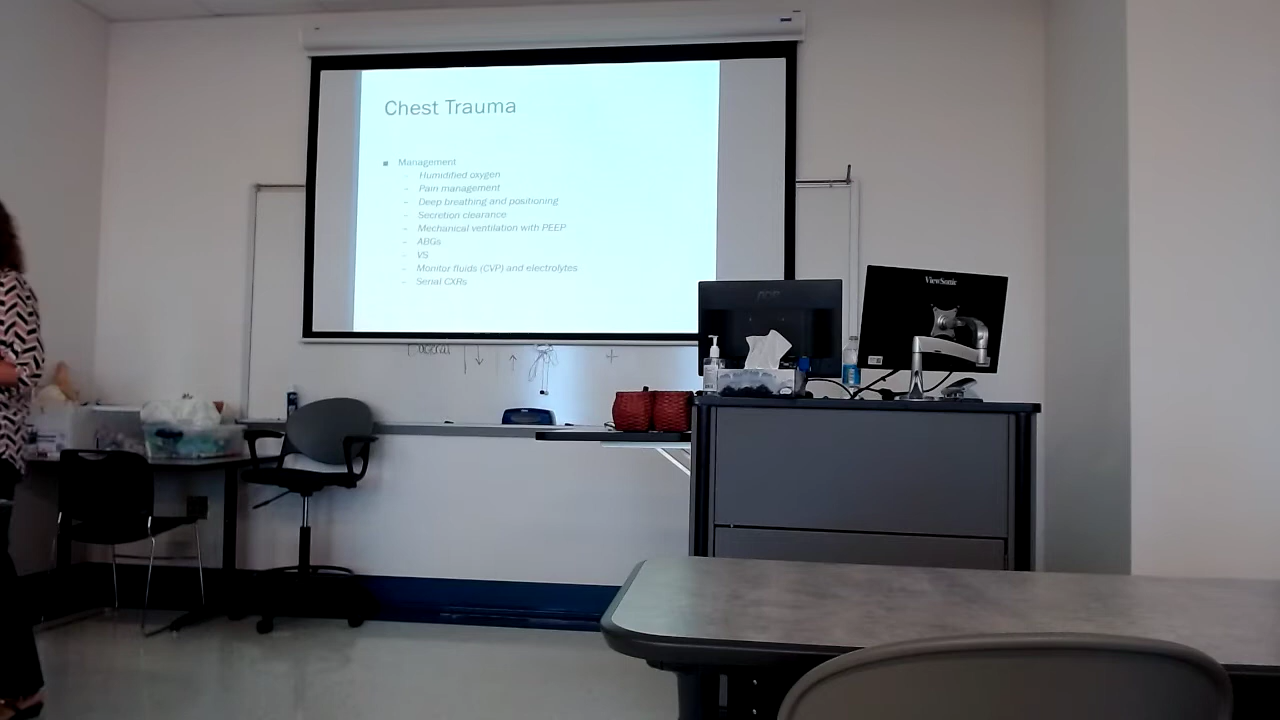 Chest Trauma
■ Management
– Humidified oxygen
– Pain management
– Deep breathing and positioning
– Secretion clearance
– Mechanical ventilation with PEEP
– ABGs
– VS
– Monitor fluids (CVP) and electrolytes
– Serial CXRs
ViewSonic
AOC